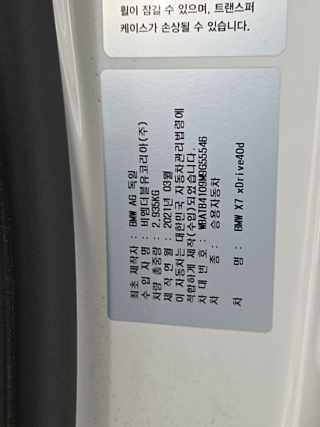 휠이 잠길 수 있으며, 트랜스퍼
케이스가 손상될 수 있습니다.
최초 제작자 : BMW AG 독일
수 입 자 명 : 비엠더블유코리아(주)
차량 총중량 : 2,935KG
제 작 연 월 : 2021년 03월
이 자동차는 대한민국 자동차관리법령에
적합하게 제작(수입)되었습니다.
차 대 번 호 : WBATB4109M9G55546
차 종 : 승용자동차
차 명 : BMW X7 xDrive40d